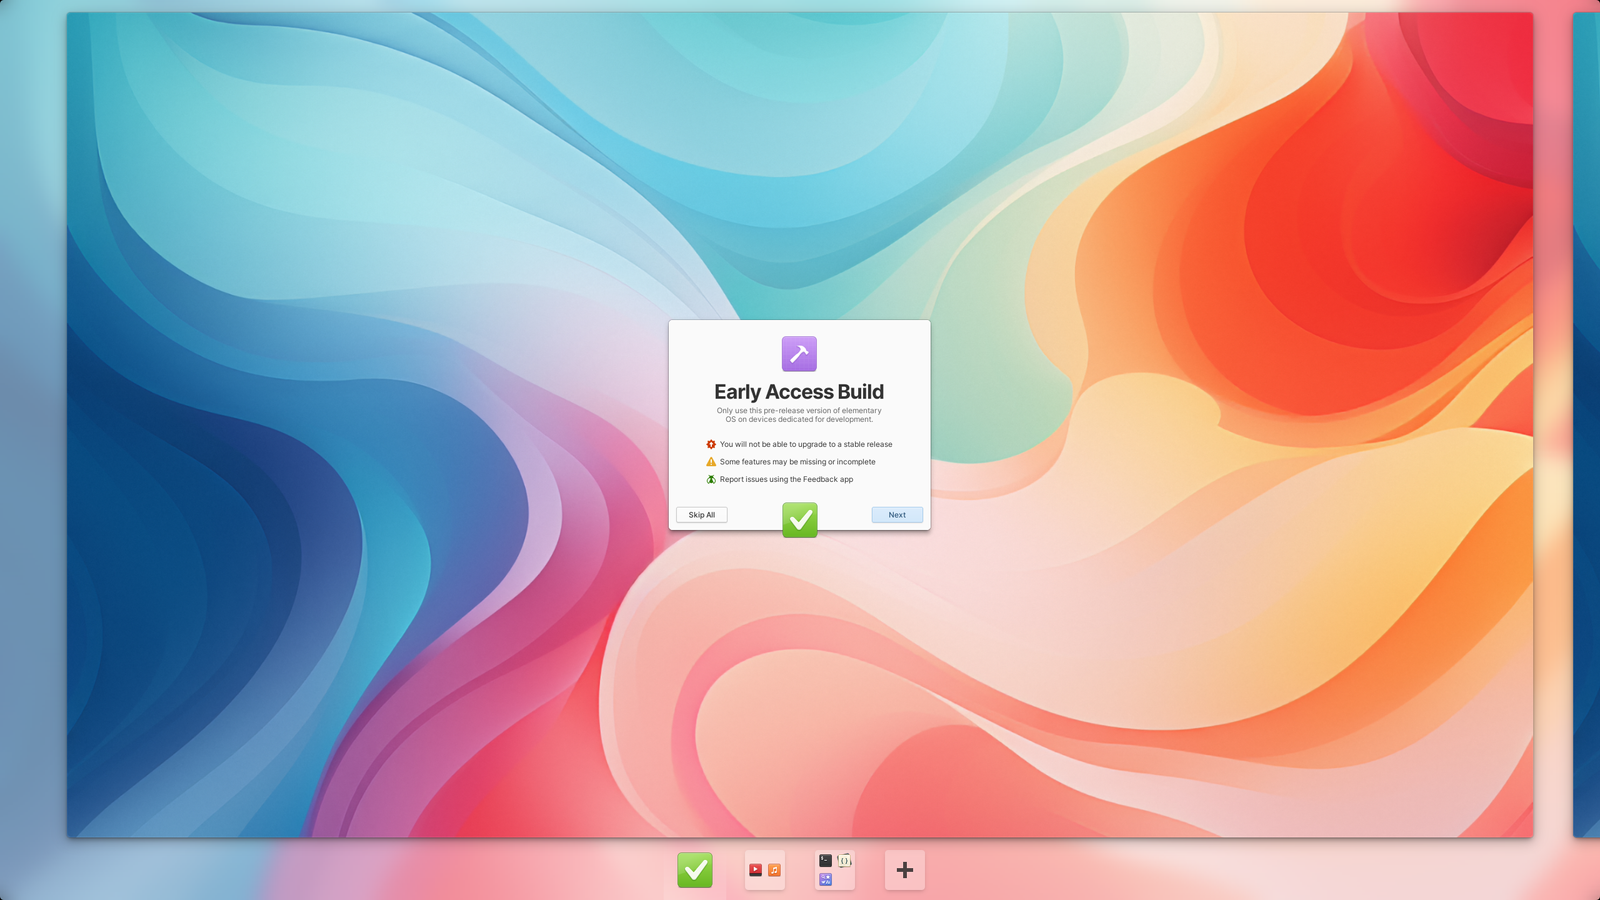 Early Access Build
Only use this pre-release version of elementary
OS on devices dedicated for development.
You will not be able to upgrade to a stable release
Some features may be missing or incomplete
Report issues using the Feedback app
Skip All
Next